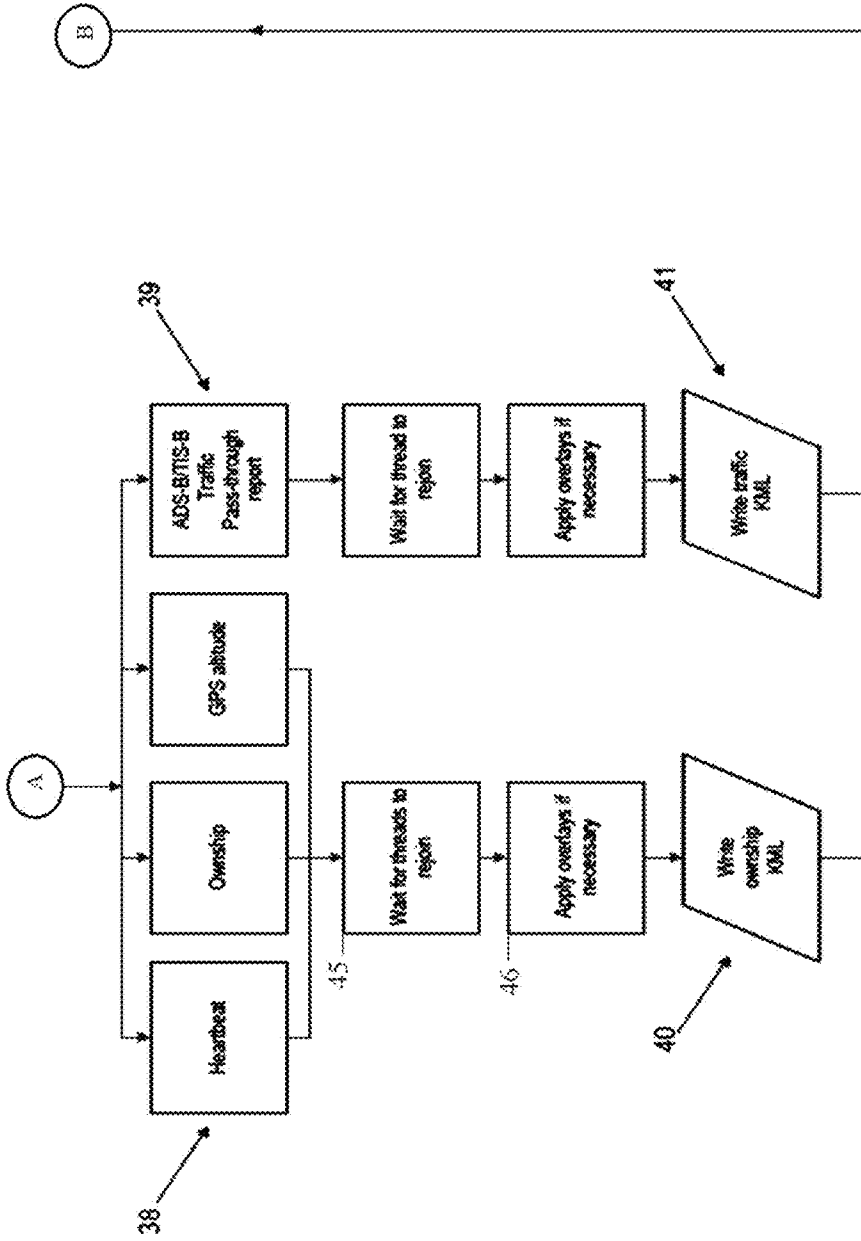 A
B
38
Heartbeat
Ownship
GPS altitude
ADS-B/TIS-B
Traffic
Pass-through
report
39
45
Wait for threads to
rejoin
Wait for thread to
rejoin
46
Apply overlays if
necessary
Apply overlays if
necessary
40
Write
ownship
KML
Write traffic
KML
41